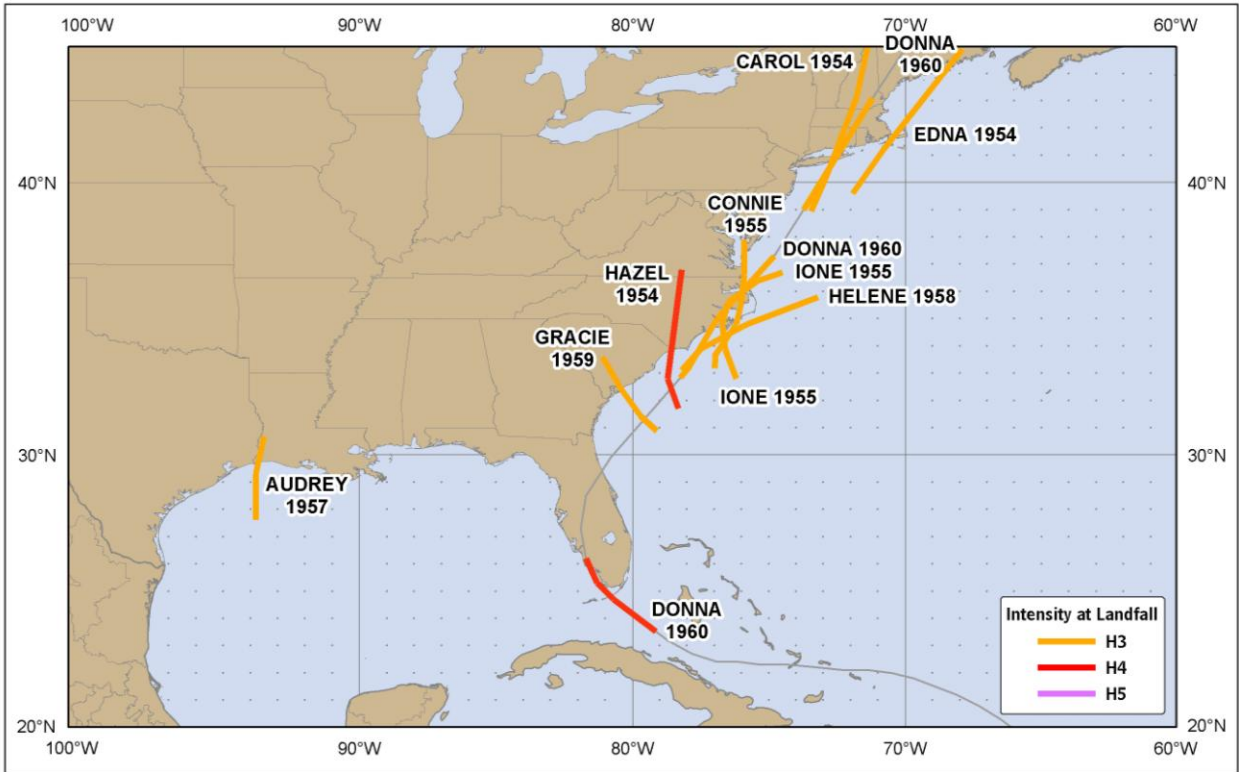 100°W 90°W 80°W 70°W 60°W
CAROL 1954
DONNA
1960
EDNA 1954
40°N 40°N
CONNIE
1955
DONNA 1960
HAZEL
1954
IONE 1955
HELENE 1958
GRACIE
1959
IONE 1955
30°N 30°N
AUDREY
1957
DONNA
1960
Intensity at Landfall
H3
H4
H5
20°N 20°N
100°W 90°W 80°W 70°W 60°W